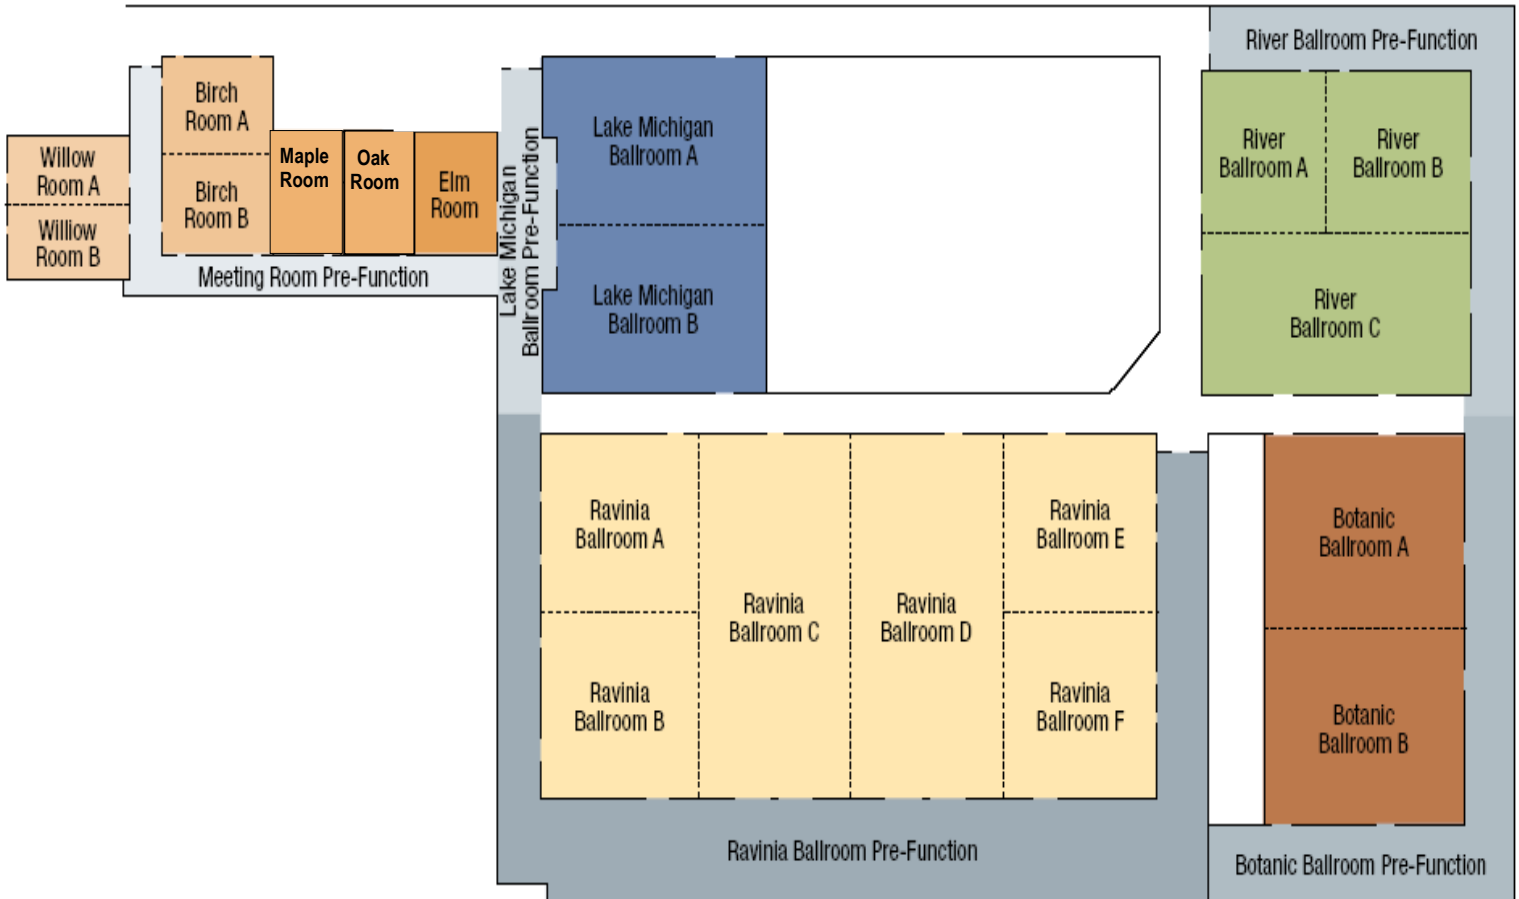 River Ballroom Pre-Function
Birch
Room A
Willow
Room A
Willow
Room B
Birch
Room B
Maple
Room
Oak
Room
Elm
Room
Meeting Room Pre-Function
Lake Michigan
Ballroom Pre-Function
Lake Michigan
Ballroom A
Lake Michigan
Ballroom B
River
Ballroom A
River
Ballroom B
River
Ballroom C
Ravinia
Ballroom A
Ravinia
Ballroom B
Ravinia
Ballroom C
Ravinia
Ballroom D
Ravinia
Ballroom E
Ravinia
Ballroom F
Botanic
Ballroom A
Botanic
Ballroom B
Ravinia Ballroom Pre-Function
Botanic Ballroom Pre-Function